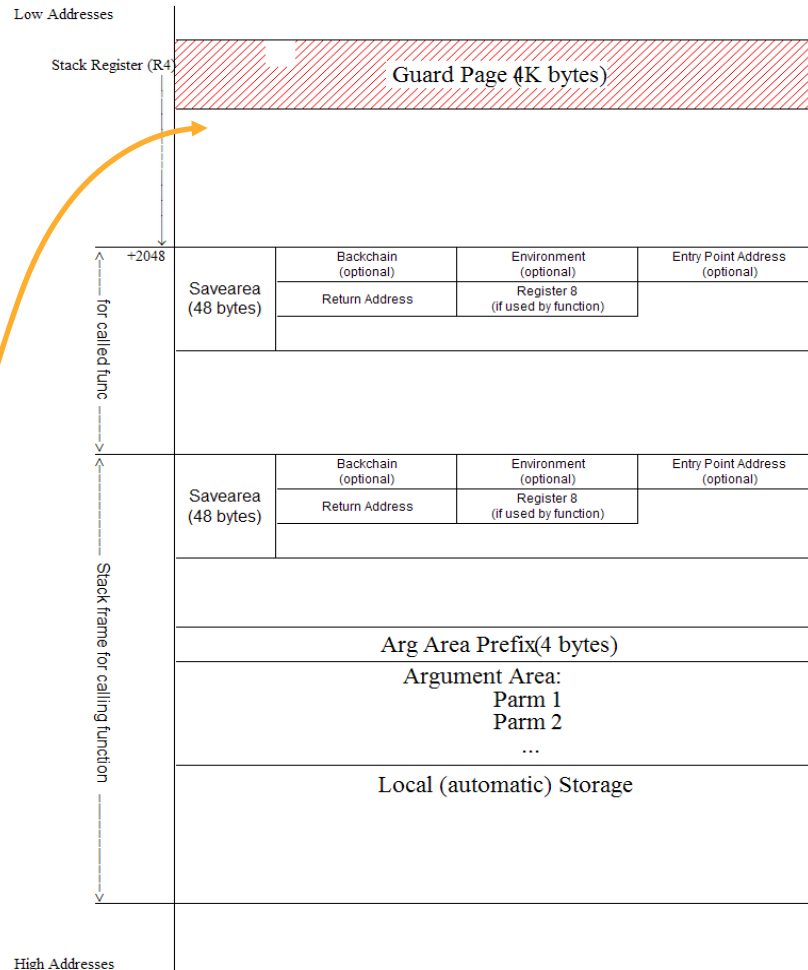 Low Addresses
Stack Register (R4)
Guard Page (4K bytes)
+2048
for called func
Savearea
(48 bytes)
Backchain
(optional)
Environment
(optional)
Entry Point Address
(optional)
Return Address
Register 8
(if used by function)
Stack frame for calling function
Savearea
(48 bytes)
Backchain
(optional)
Environment
(optional)
Entry Point Address
(optional)
Return Address
Register 8
(if used by function)
Arg Area Prefix(4 bytes)
Argument Area:
Parm 1
Parm 2
...
Local (automatic) Storage
High Addresses